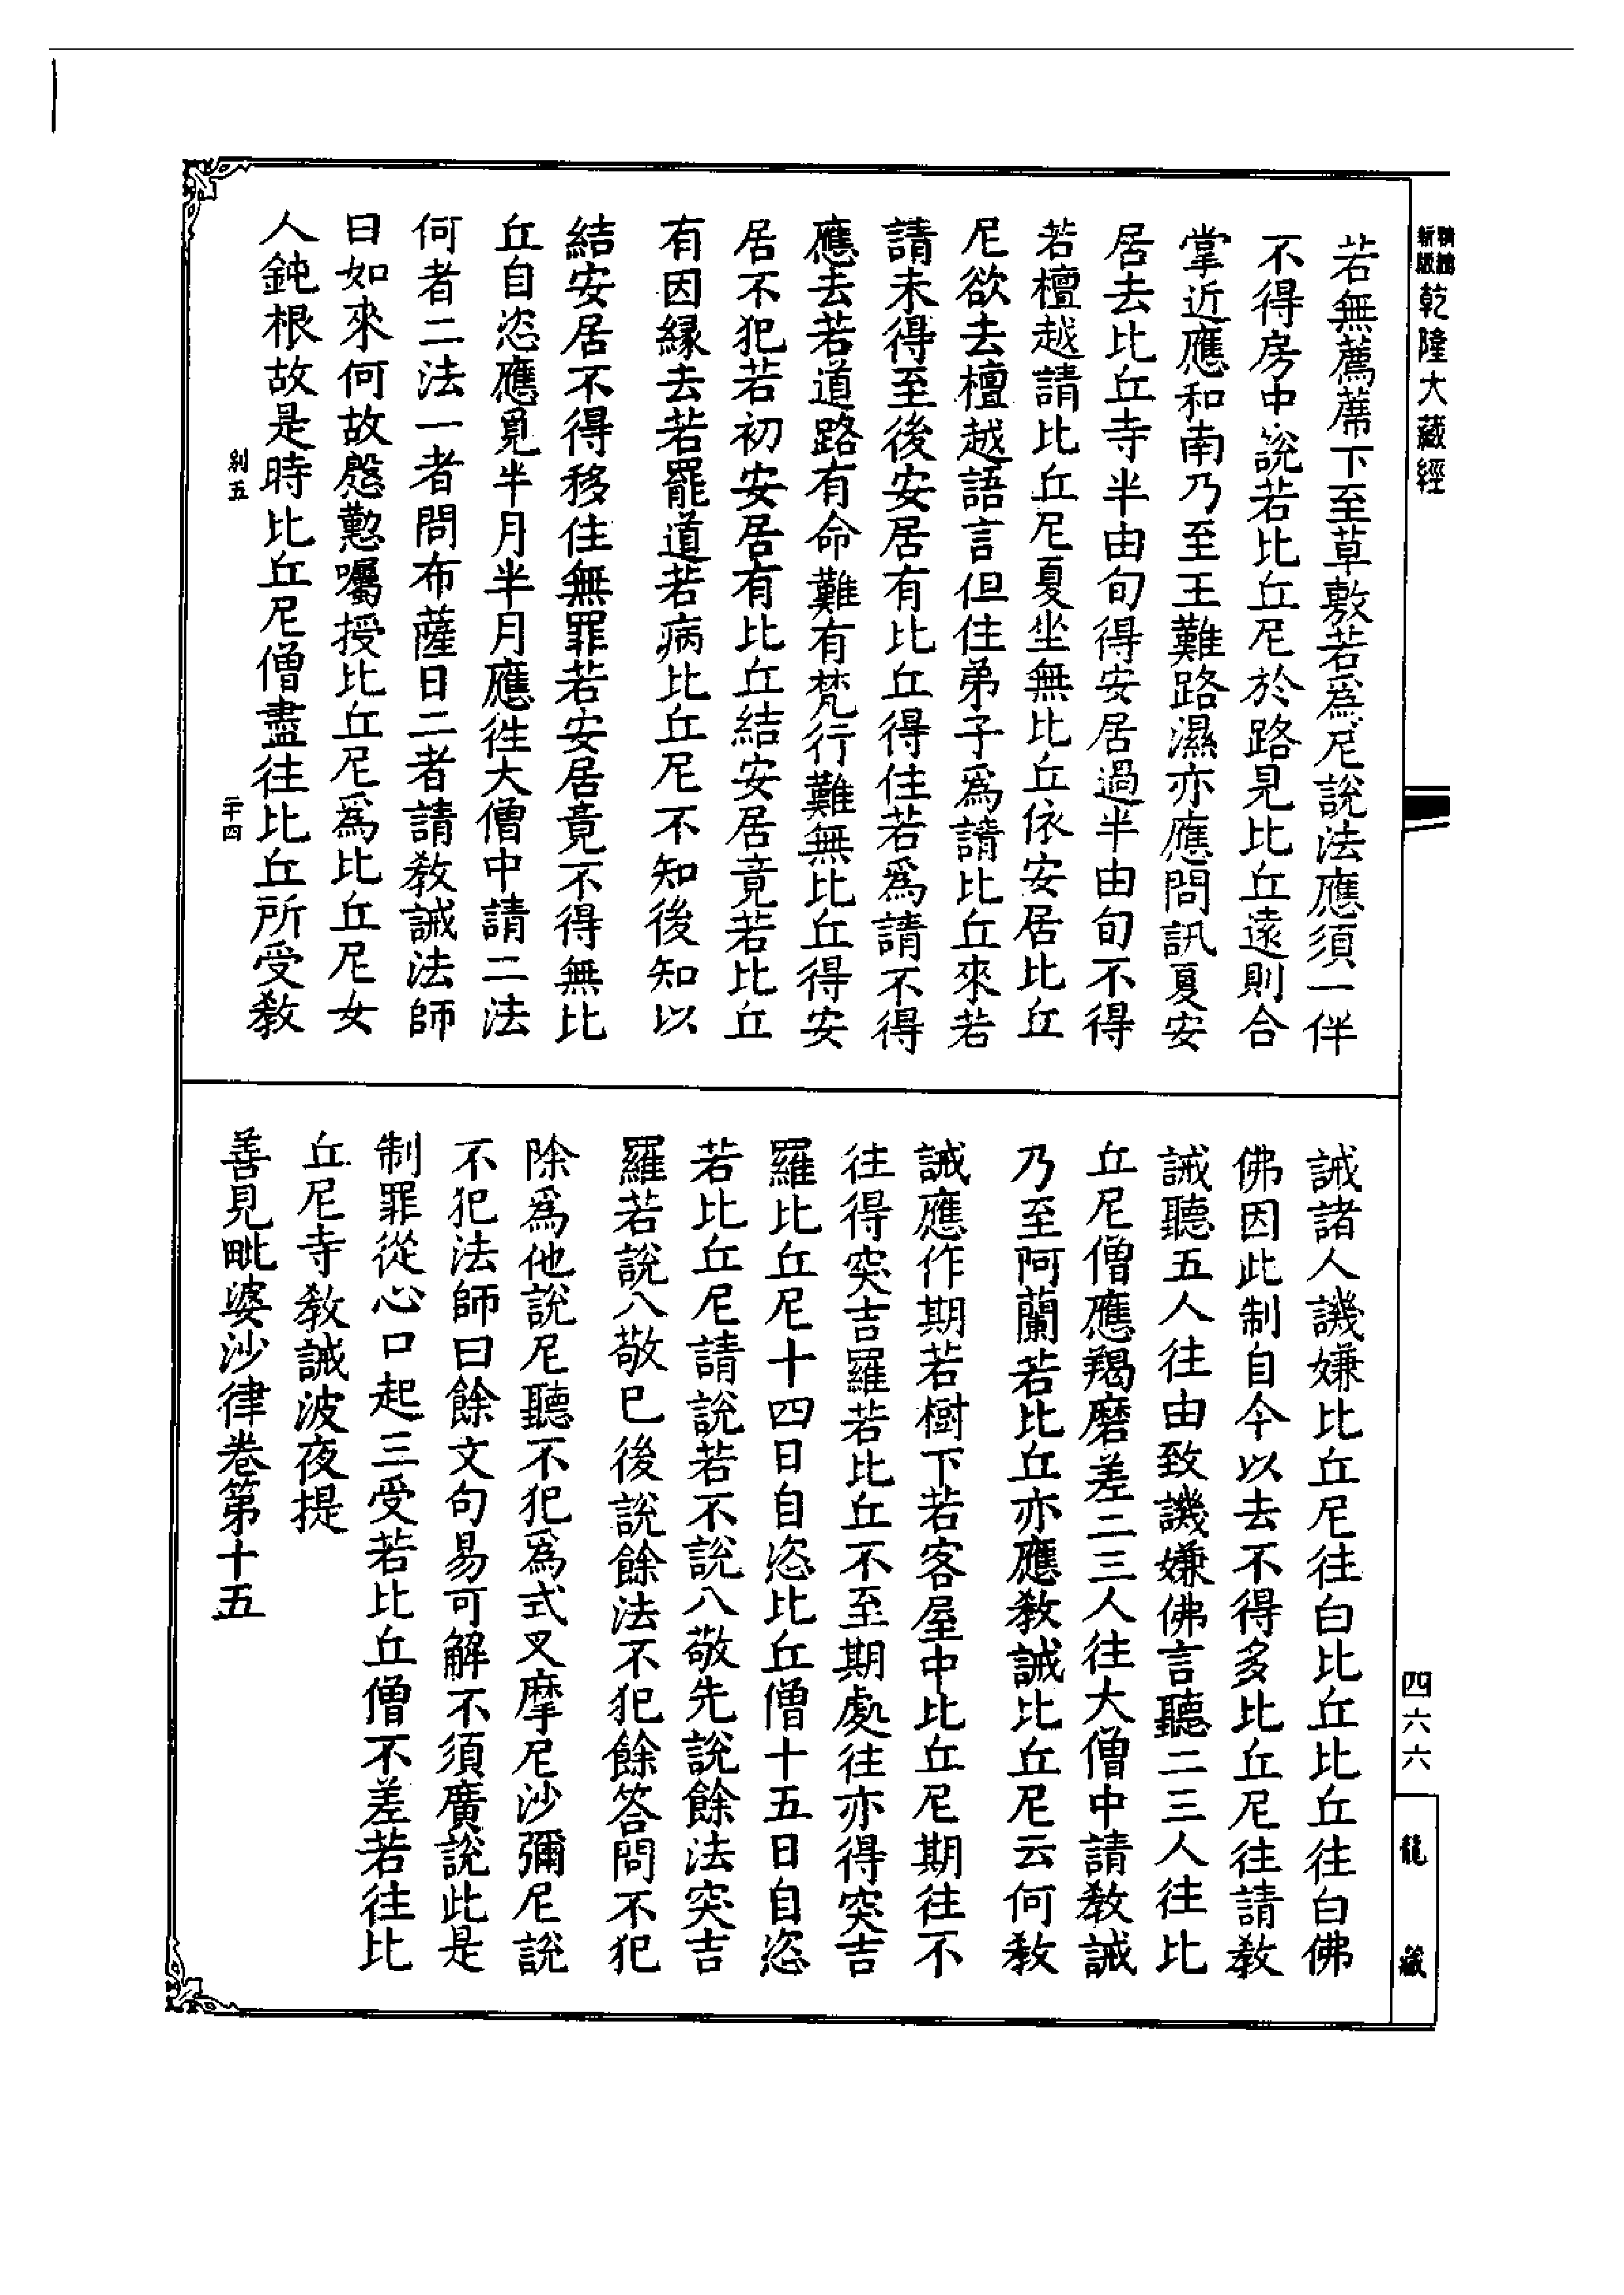 新版
乾隆大藏經
若無薦蓆下至草敷若爲尼說法應須一伴
不得房中說若比丘尼於路見比丘遠則合
掌近應和南乃至王難路濕亦應問訊夏安
居去比丘寺半由旬得安居過半由旬不得
若檀越請比丘尼夏坐無比丘依安居比丘
尼欲去檀越語言但住弟子爲請比丘來若
請未得至後安居有比丘得住若爲請不得
應去若道路有命難有梵行難無比丘得安
居不犯若初安居有比丘結安居竟若比丘
有因緣去若罷道若病比丘尼不知後知以
結安居不得移住無罪若安居竟不得無比
丘自恣應覓半月半月應徃大僧中請二法
何者二法一者問布薩日二者請教誡法師
曰如來何故慇懃囑授比丘尼爲比丘尼女
人鈍根故是時比丘尼僧盡往比丘所受教
別五
二十四
誡諸人譏嫌比丘尼往白比丘比丘往白佛
佛因此制自今以去不得多比丘尼往請教
誡聽五人往由致譏嫌佛言聽二三人往比
丘尼僧應羯磨差二三人往大僧中請教誡
乃至阿蘭若比丘亦應教誡比丘尼云何教
誡應作期若樹下若客屋中比丘尼期往不
往得突吉羅若比丘不至期處往亦得突吉
羅比丘尼十四日自恣比丘僧十五日自恣
若比丘尼請說若不說八敬先說餘法突吉
羅若說八敬已後說餘法不犯餘答問不犯
除爲他說尼聽不犯爲式叉摩尼沙彌尼說
不犯法師曰餘文句易可解不須廣說此是
制罪從心口起三受若比丘僧不差若往比
丘尼寺教誡波夜提
善見毗婆沙律卷第十五
四六六
龍藏